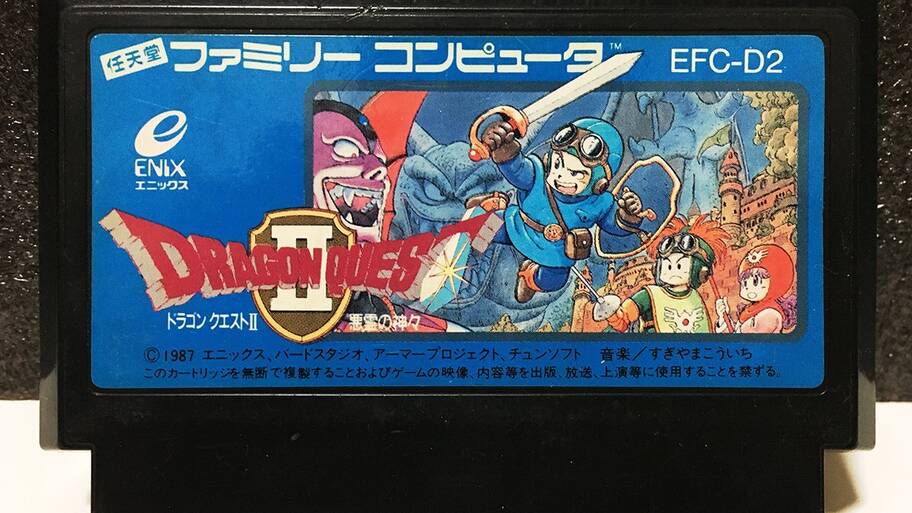 任天堂 ファミリー コンピュータ™ EFC-D2
ENIX
エニックス
DRAGON QUEST
II
ドラゴン クエストII 悪霊の神々
©1987 エニックス、バードスタジオ、アーマープロジェクト、チュンソフト 音楽/すぎやまこういち
このカートリッジを無断で複製することおよびゲームの映像、内容等を出版、放送、上演等に使用することを禁ずる。